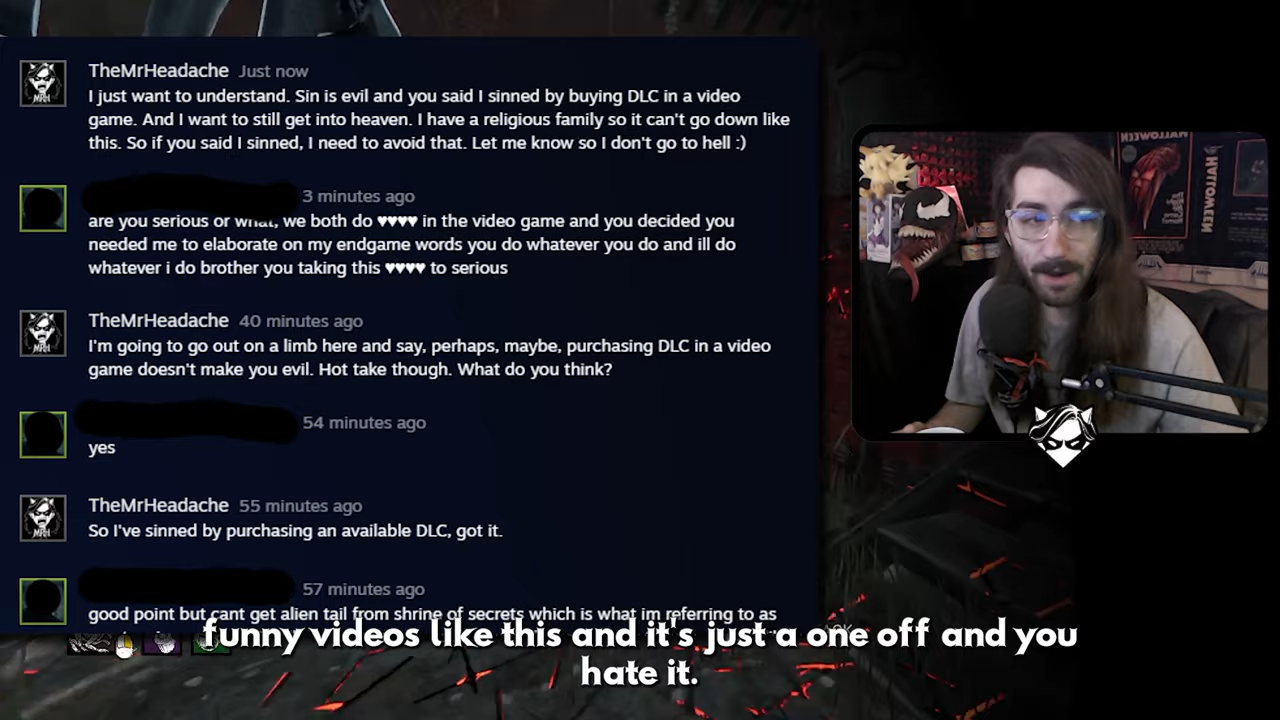 TheMrHeadache Just now
I just want to understand. Sin is evil and you said I sinned by buying DLC in a video
game. And I want to still get into heaven. I have a religious family so it can't go down like
this. So if you said I sinned, I need to avoid that. Let me know so I don't go to hell :)
3 minutes ago
are you serious or what, we both do ♥♥♥♥ in the video game and you decided you
needed me to elaborate on my endgame words you do whatever you do and ill do
whatever i do brother you taking this ♥♥♥♥ to serious
TheMrHeadache 40 minutes ago
I'm going to go out on a limb here and say, perhaps, maybe, purchasing DLC in a video
game doesn't make you evil. Hot take though. What do you think?
54 minutes ago
yes
TheMrHeadache 55 minutes ago
So I've sinned by purchasing an available DLC, got it.
57 minutes ago
good point but cant get alien tail from shrine of secrets which is what im referring to as
funny videos like this and it's just a one off and you
hate it.
HALLOWEEN
HALLOWEEN
MRH
MRH
MRH